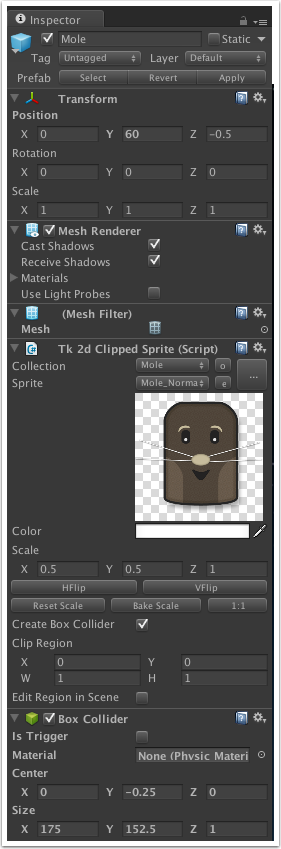 Inspector
Mole Static
Tag Untagged Layer Default
Prefab Select Revert Apply
Transform
Position
X 0 Y 60 Z -0.5
Rotation
X 0 Y 0 Z 0
Scale
X 1 Y 1 Z 1
Mesh Renderer
Cast Shadows
Receive Shadows
Materials
Use Light Probes
(Mesh Filter)
Mesh
Tk 2d Clipped Sprite (Script)
Collection Mole o ...
Sprite Mole_Norma e
Color
Scale
X 0.5 Y 0.5 Z 1
HFlip VFlip
Reset Scale Bake Scale 1:1
Create Box Collider
Clip Region
X 0 Y 0
W 1 H 1
Edit Region in Scene
Box Collider
Is Trigger
Material None (Physic Materi
Center
X 0 Y -0.25 Z 0
Size
X 175 Y 152.5 Z 1